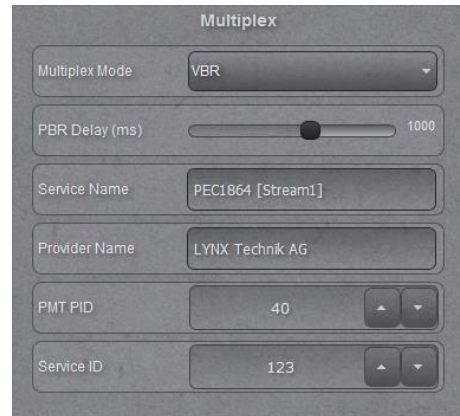 Multiplex
Multiplex Mode VBR
PBR Delay (ms) 1000
Service Name PEC1864 [Stream1]
Provider Name LYNX Technik AG
PMT PID 40
Service ID 123